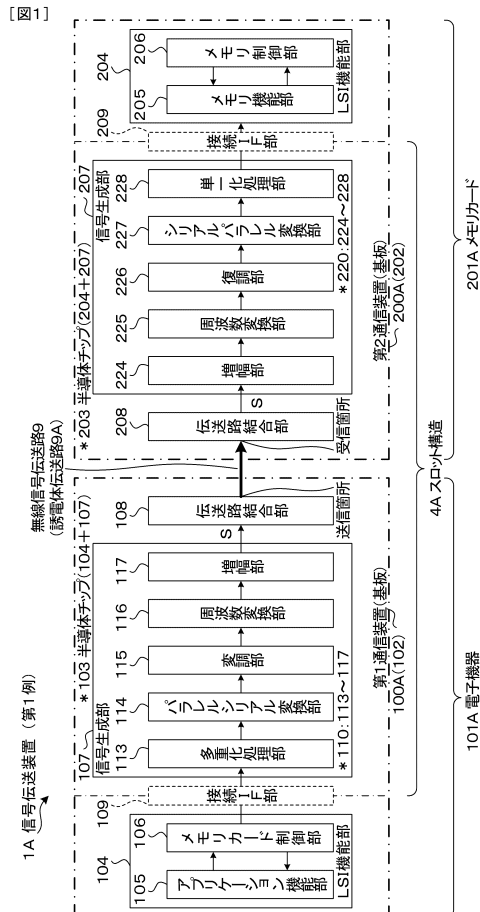 [図1]
1A 信号伝送装置 (第1例)
無線信号伝送路9
(誘電体伝送路9A)
104
105
アプリケーション機能部
106
メモリカード制御部
LSI機能部
109
接続IF部
*103 半導体チップ(104+107)
107
信号生成部
113
多重化処理部
114
パラレルシリアル変換部
115
変調部
116
周波数変換部
117
増幅部
*110:113~117
S
108
伝送路結合部
送信箇所
第1通信装置(基板)
100A(102)
101A 電子機器
4A スロット構造
*203 半導体チップ(204+207)
208
伝送路結合部
受信箇所
S
207
信号生成部
224
増幅部
225
周波数変換部
226
復調部
227
シリアルパラレル変換部
228
単一化処理部
*220:224~228
209
接続IF部
204
205
メモリ機能部
206
メモリ制御部
LSI機能部
第2通信装置(基板)
200A(202)
201A メモリカード